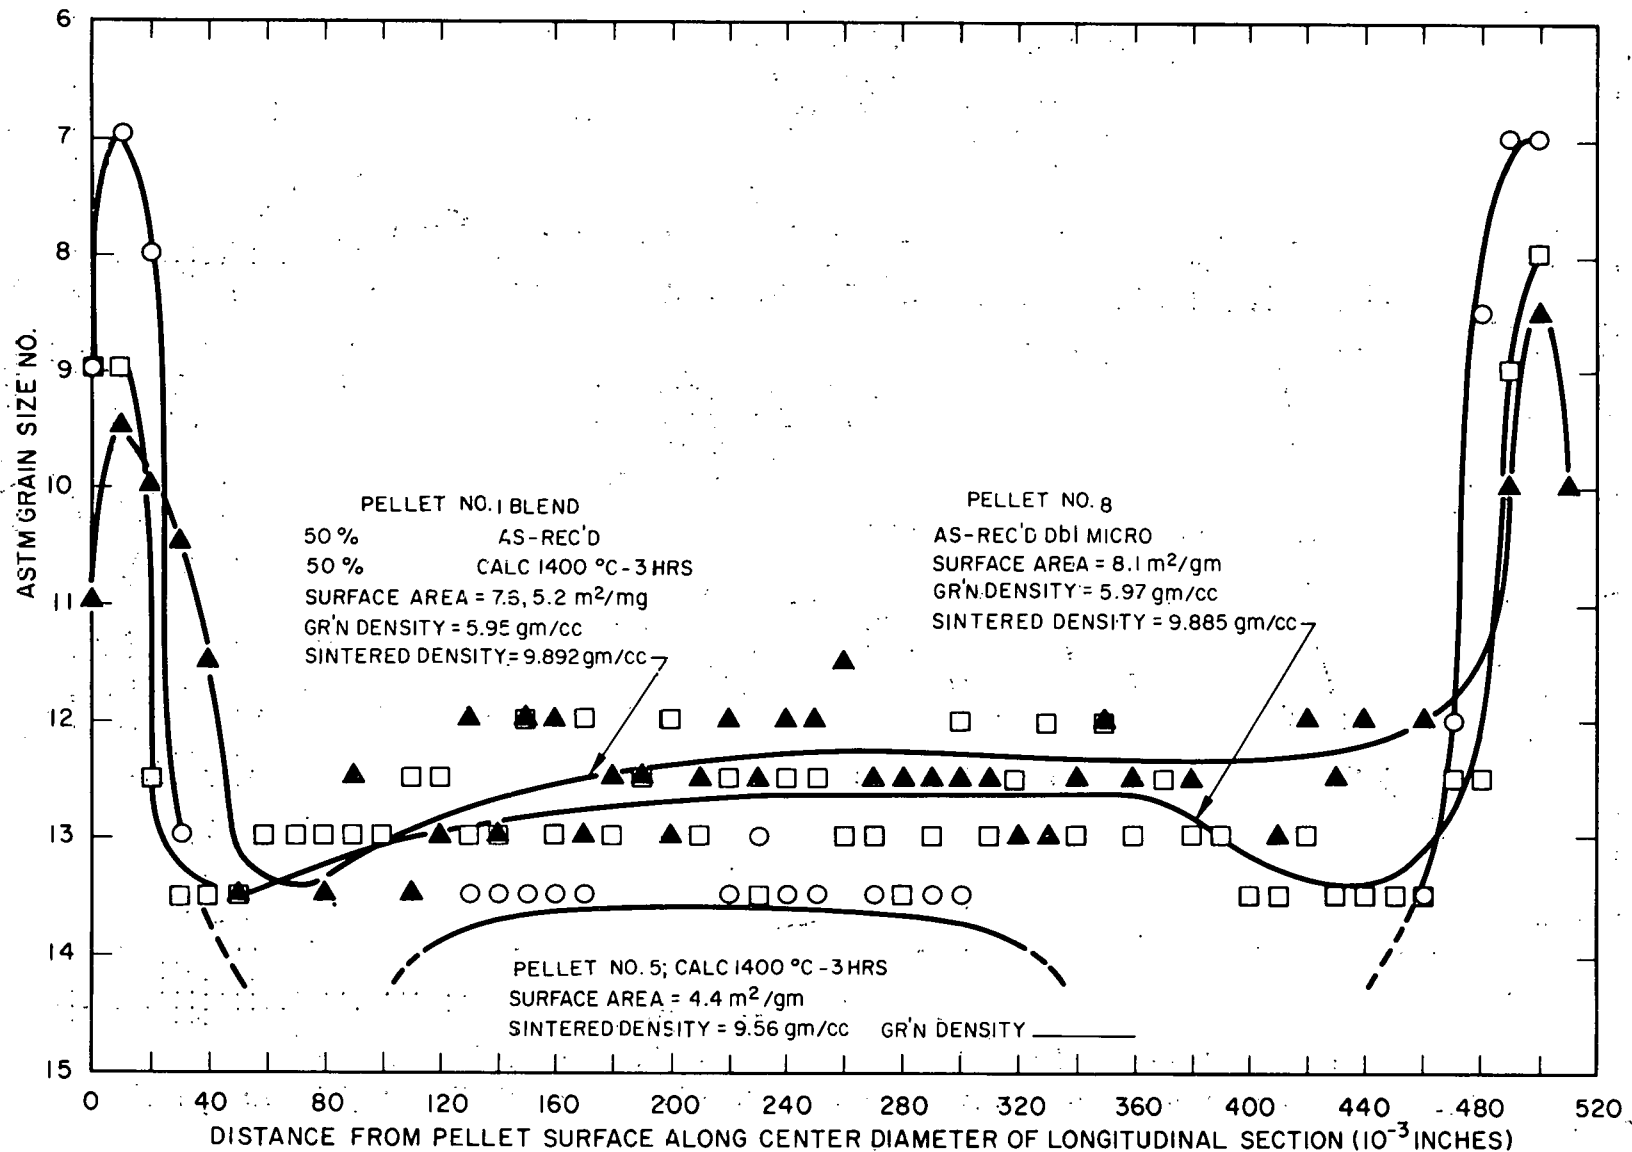 6
7
8
9
10
11
12
13
14
15
ASTM GRAIN SIZE NO.
PELLET NO. 1 BLEND
50 % AS-REC'D
50 % CALC 1400 °C - 3 HRS
SURFACE AREA = 7.6, 5.2 m²/mg
GR'N DENSITY = 5.95 gm/cc
SINTERED DENSITY = 9.892 gm/cc
PELLET NO. 8
AS-REC'D Dbl MICRO
SURFACE AREA = 8.1 m²/gm
GR'N DENSITY = 5.97 gm/cc
SINTERED DENSITY = 9.885 gm/cc
PELLET NO. 5; CALC 1400 °C - 3 HRS
SURFACE AREA = 4.4 m²/gm
SINTERED DENSITY = 9.56 gm/cc GR'N DENSITY
0 40 80 120 160 200 240 280 320 360 400 440 480 520
DISTANCE FROM PELLET SURFACE ALONG CENTER DIAMETER OF LONGITUDINAL SECTION (10⁻³ INCHES)